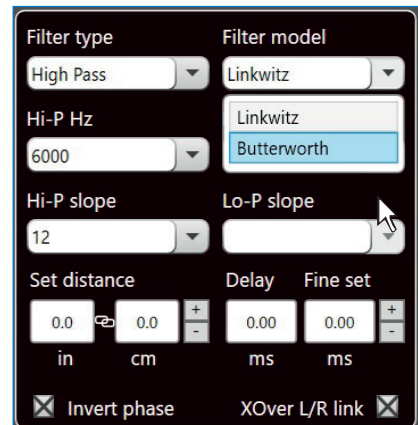 Filter type Filter model
High Pass Linkwitz
Hi-P Hz Linkwitz
6000 Butterworth
Hi-P slope Lo-P slope
12
Set distance Delay Fine set
0.0 0.0 + - 0.00 0.00 + -
in cm ms ms
Invert phase XOver L/R link